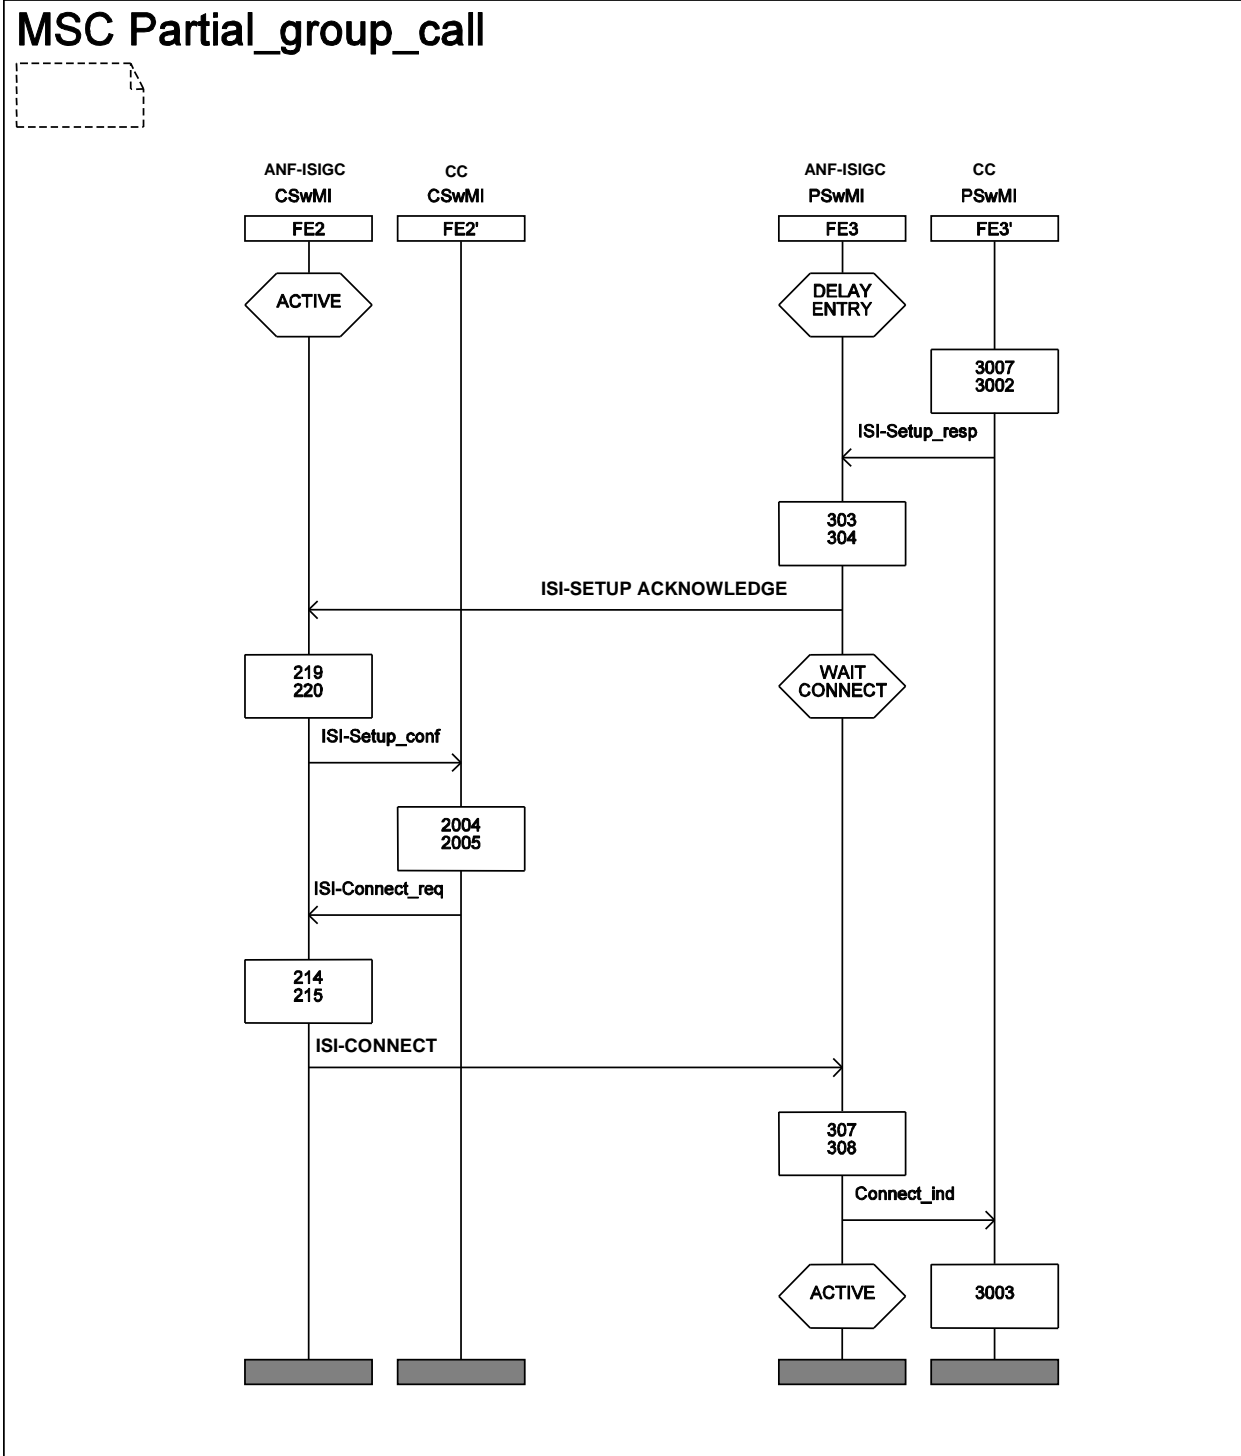 MSC Partial_group_call
ANF-ISIGC
CSwMI
FE2
CC
CSwMI
FE2'
ANF-ISIGC
PSwMI
FE3
CC
PSwMI
FE3'
ACTIVE
DELAY
ENTRY
3007
3002
ISI-Setup_resp
303
304
ISI-SETUP ACKNOWLEDGE
219
220
WAIT
CONNECT
ISI-Setup_conf
2004
2005
ISI-Connect_req
214
215
ISI-CONNECT
307
308
Connect_ind
ACTIVE
3003